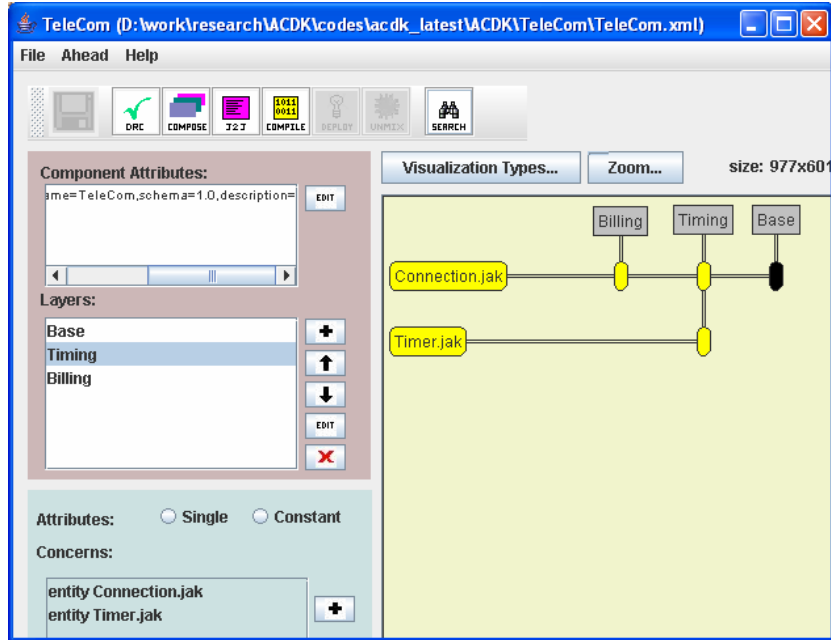 TeleCom (D:\work\research\ACDK\codes\acdk_latest\ACDK\TeleCom\TeleCom.xml)
File Ahead Help
DRC COMPOSE J2J 1011 0011 COMPILE DEPLOY UNMIX SEARCH
Component Attributes:
ame=TeleCom,schema=1.0,description=
EDIT
Layers:
Base
Timing
Billing
EDIT
Attributes: Single Constant
Concerns:
entity Connection.jak
entity Timer.jak
Visualization Types... Zoom... size: 977x601
Billing Timing Base
Connection.jak
Timer.jak